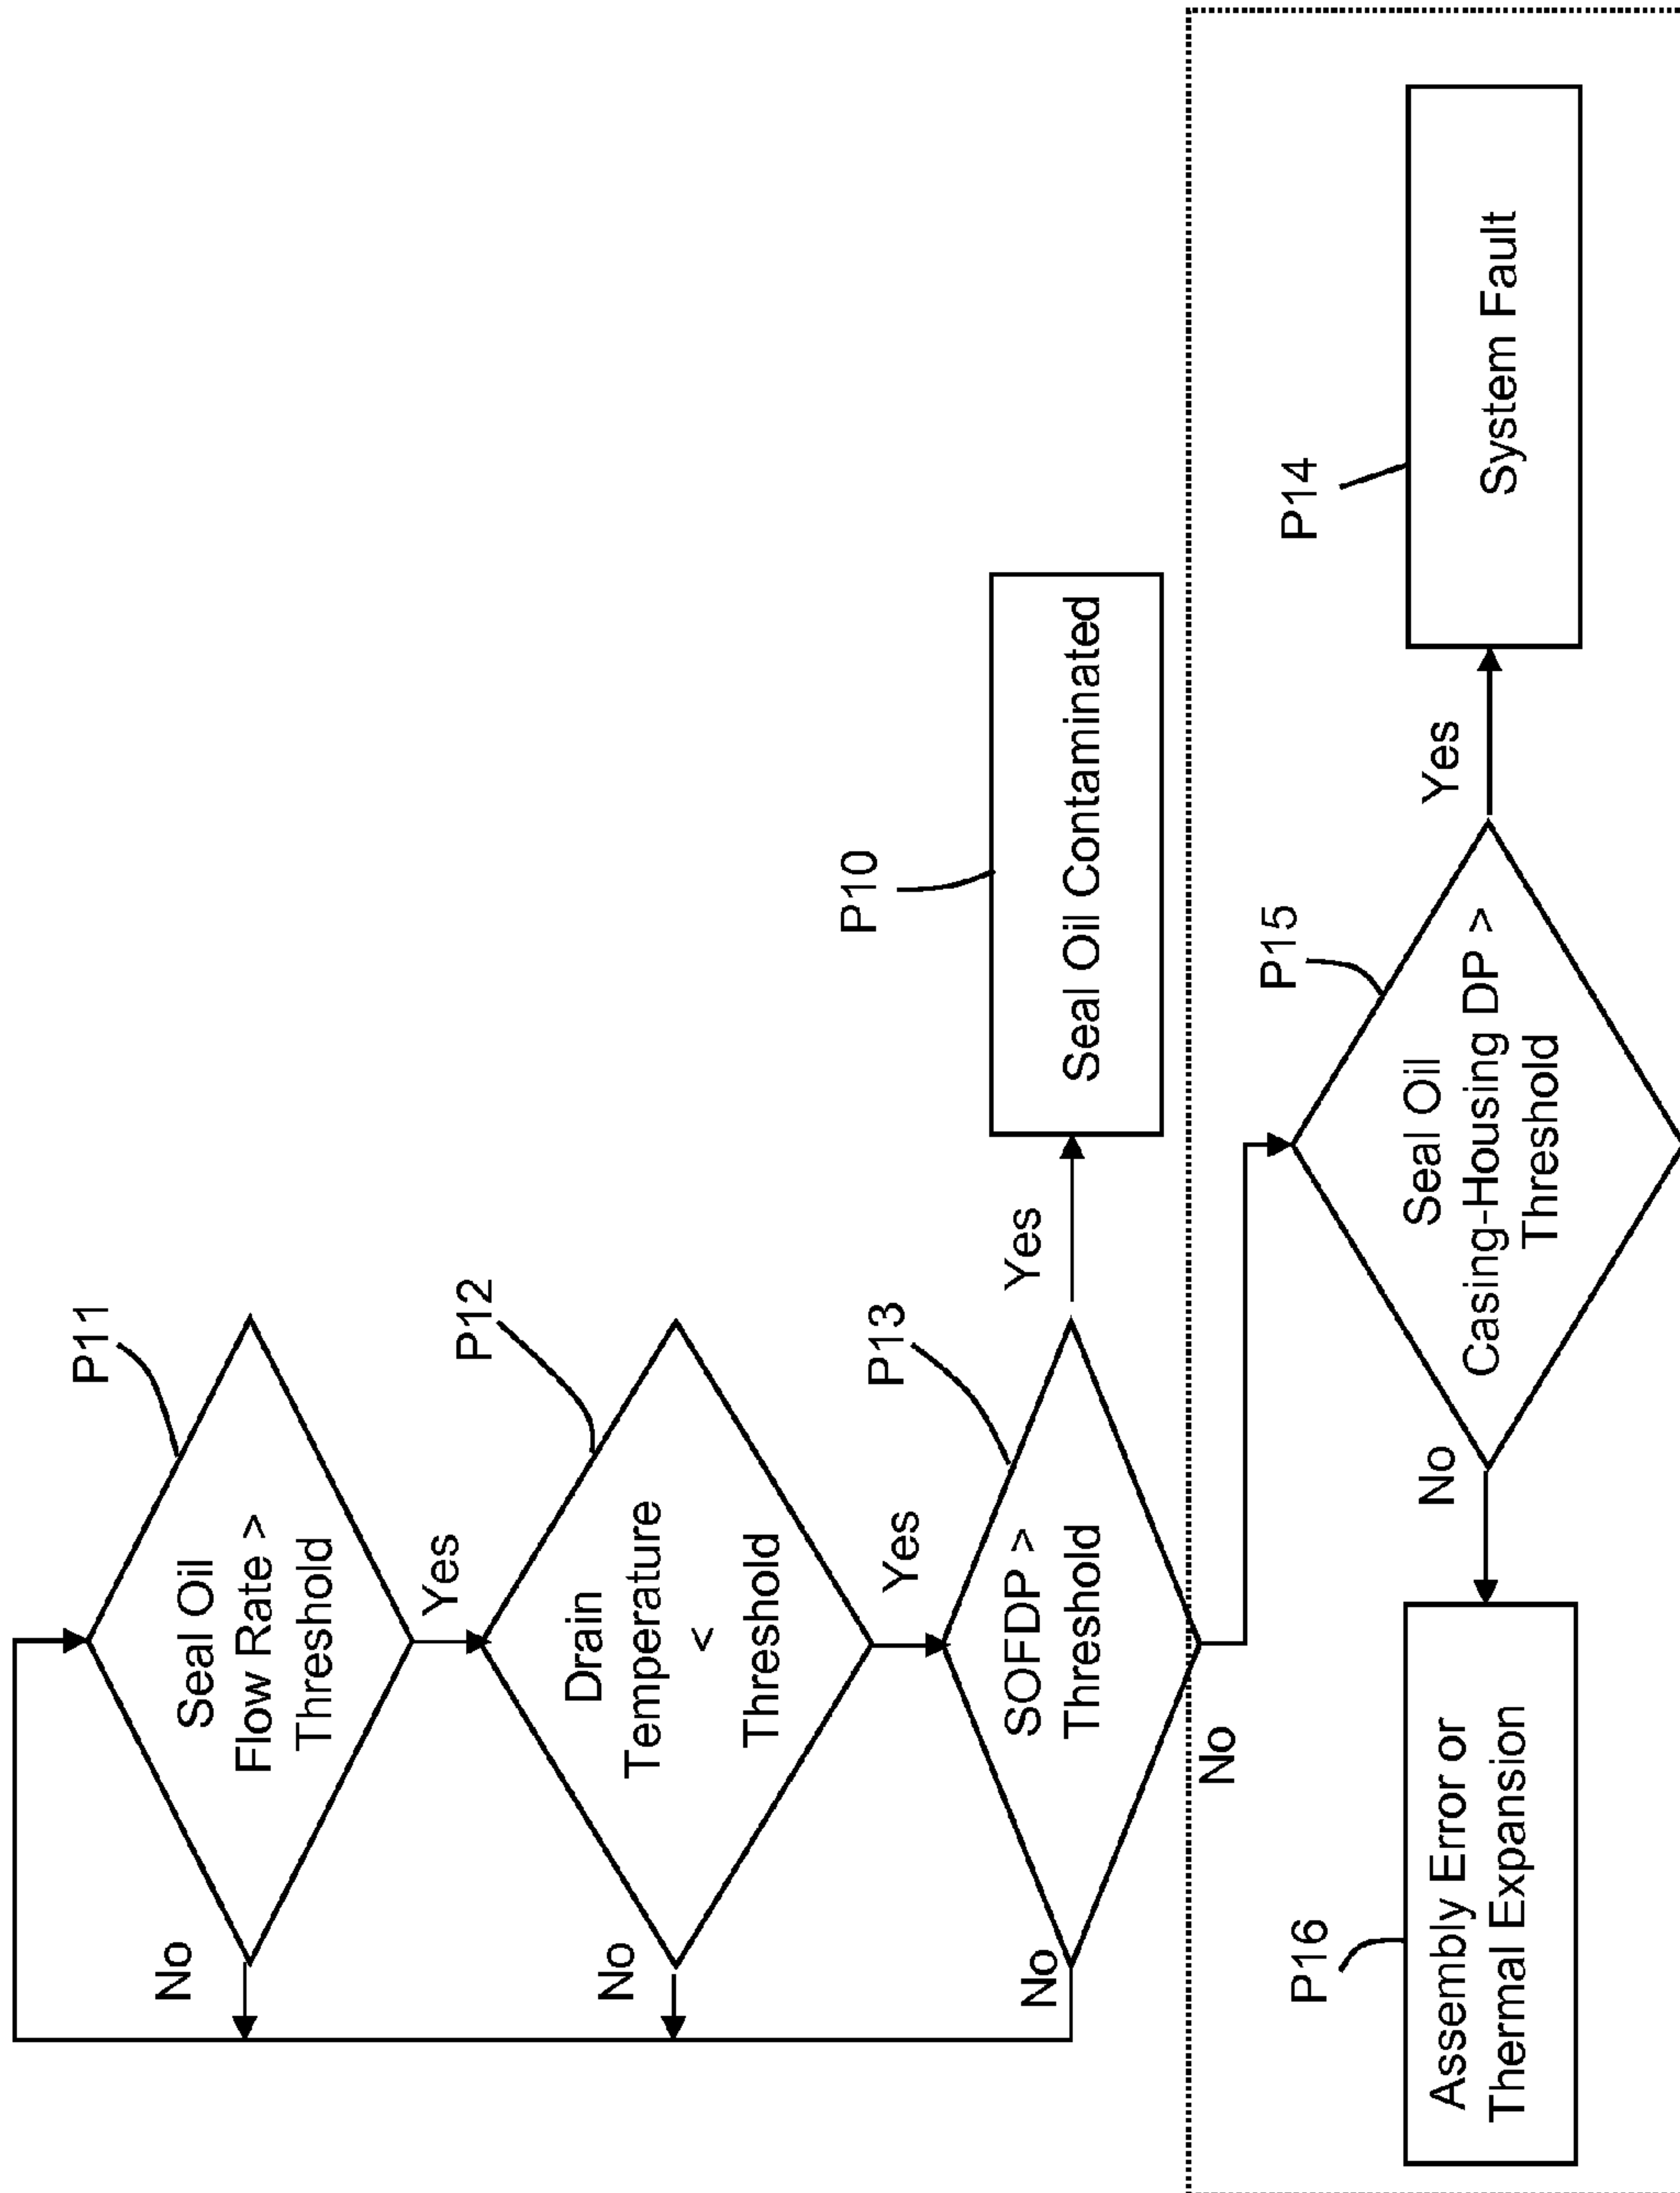 P11
Seal Oil
Flow Rate >
Threshold
No
Yes
P12
Drain
Temperature
<
Threshold
No
Yes
P13
SOFDP >
Threshold
No
Yes
P10
Seal Oil Contaminated
No
P15
Seal Oil
Casing-Housing DP >
Threshold
No
Yes
P16
Assembly Error or
Thermal Expansion
P14
System Fault